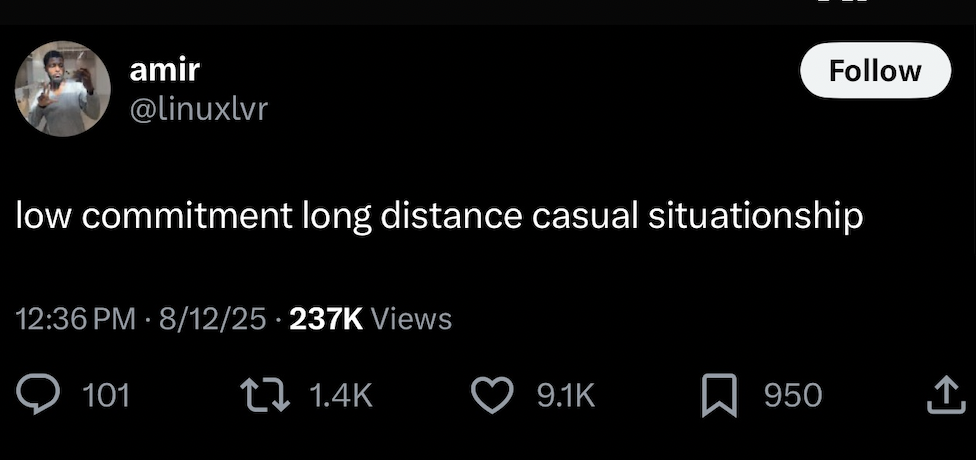 amir
Follow
@linuxlvr
low commitment long distance casual situationship
12:36 PM · 8/12/25 · 237K Views
101 1.4K 9.1K 950